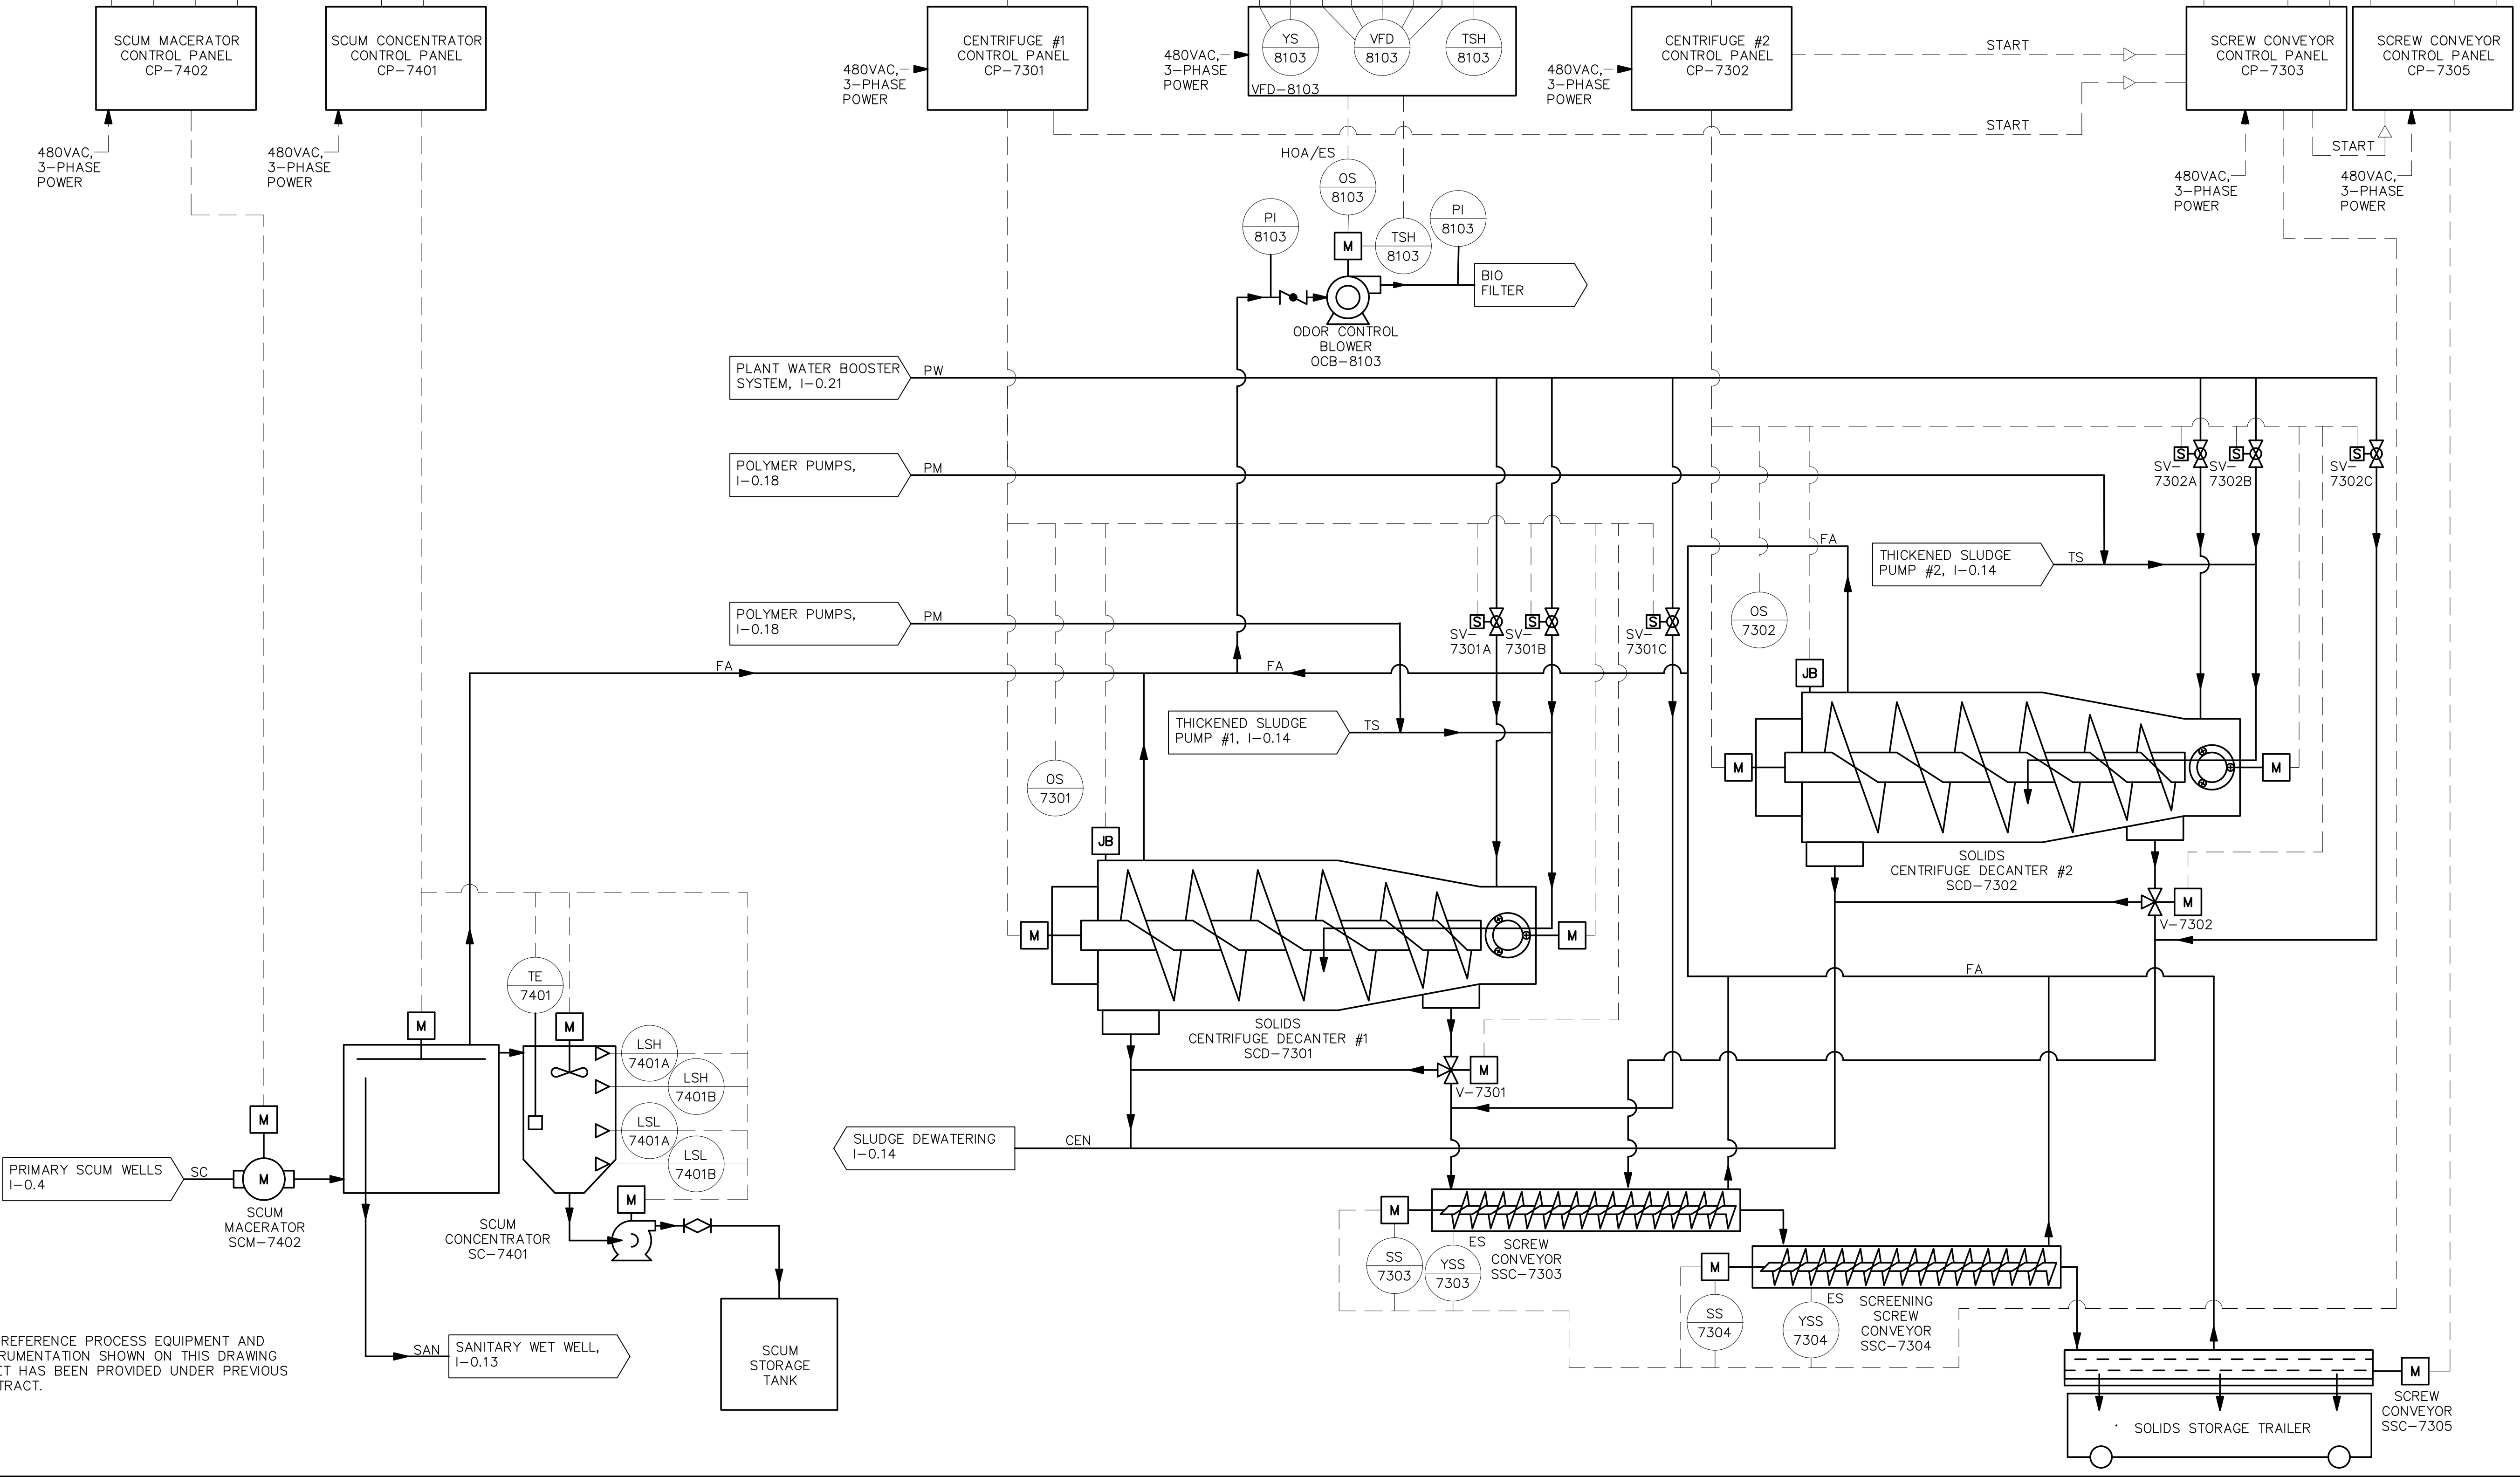 SCUM MACERATOR
CONTROL PANEL
CP-7402
SCUM CONCENTRATOR
CONTROL PANEL
CP-7401
CENTRIFUGE #1
CONTROL PANEL
CP-7301
YS
8103
VFD
8103
TSH
8103
VFD-8103
CENTRIFUGE #2
CONTROL PANEL
CP-7302
SCREW CONVEYOR
CONTROL PANEL
CP-7303
SCREW CONVEYOR
CONTROL PANEL
CP-7305
480VAC,
3-PHASE
POWER
480VAC,
3-PHASE
POWER
480VAC,
3-PHASE
POWER
480VAC,
3-PHASE
POWER
480VAC,
3-PHASE
POWER
480VAC,
3-PHASE
POWER
480VAC,
3-PHASE
POWER
START
START
START
HOA/ES
OS
8103
PI
8103
M
TSH
8103
PI
8103
BIO
FILTER
ODOR CONTROL
BLOWER
OCB-8103
PLANT WATER BOOSTER
SYSTEM, I-0.21
PW
POLYMER PUMPS,
I-0.18
PM
POLYMER PUMPS,
I-0.18
PM
S
SV-
7302A
S
SV-
7302B
S
SV-
7302C
FA
THICKENED SLUDGE
PUMP #2, I-0.14
TS
OS
7302
S
SV-
7301A
S
SV-
7301B
S
SV-
7301C
FA
FA
JB
THICKENED SLUDGE
PUMP #1, I-0.14
TS
OS
7301
M
M
JB
SOLIDS
CENTRIFUGE DECANTER #2
SCD-7302
M
V-7302
M
M
FA
SOLIDS
CENTRIFUGE DECANTER #1
SCD-7301
M
V-7301
TE
7401
M
M
LSH
7401A
LSH
7401B
LSL
7401A
LSL
7401B
M
M
SLUDGE DEWATERING
I-0.14
CEN
PRIMARY SCUM WELLS
I-0.4
SC
SCUM
MACERATOR
SCM-7402
SCUM
CONCENTRATOR
SC-7401
M
M
SS
7303
YSS
7303
ES
SCREW
CONVEYOR
SSC-7303
M
SS
7304
YSS
7304
ES
SCREENING
SCREW
CONVEYOR
SSC-7304
REFERENCE PROCESS EQUIPMENT AND
RUMENTATION SHOWN ON THIS DRAWING
ET HAS BEEN PROVIDED UNDER PREVIOUS
TRACT.
SAN
SANITARY WET WELL,
I-0.13
SCUM
STORAGE
TANK
M
SCREW
CONVEYOR
SSC-7305
SOLIDS STORAGE TRAILER